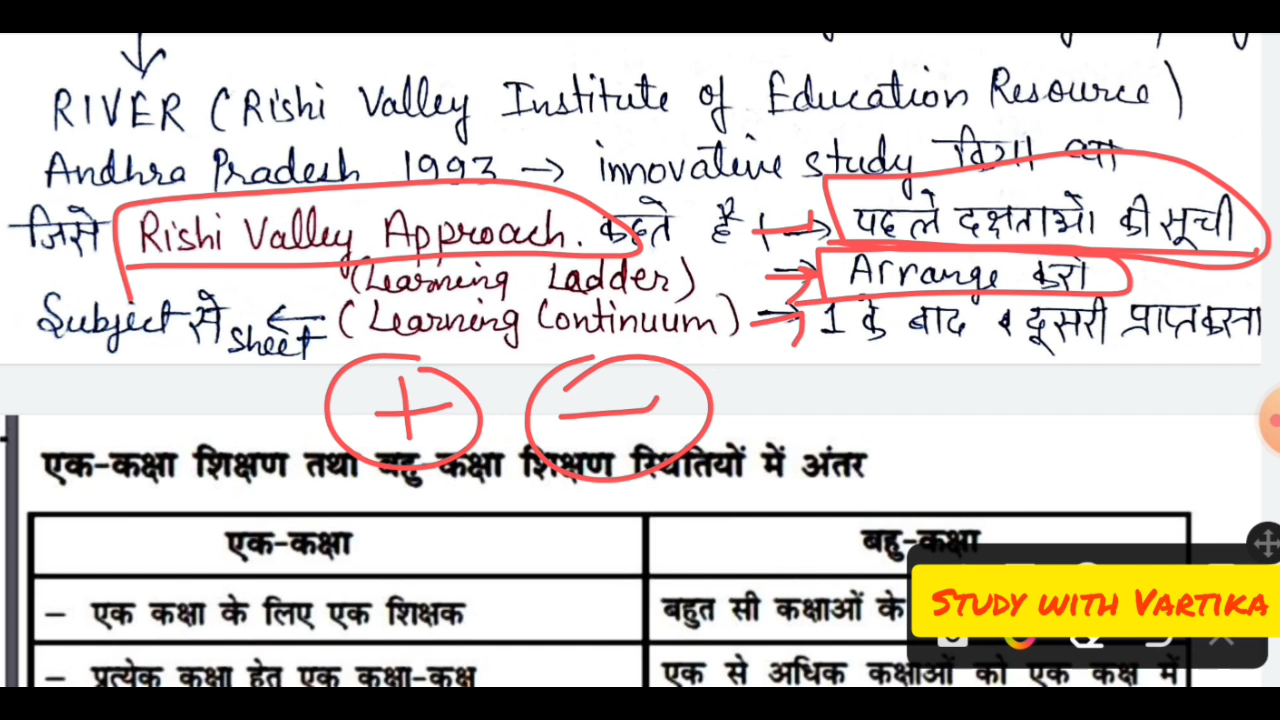 RIVER (Rishi Valley Institute of Education Resource)
Andhra Pradesh 1993 → innovative study किया था
जिसे Rishi Valley Approach. कहते हैं। → पहले दक्षताओं की सूची
(Learning Ladder) → Arrange करो
Subject से Sheet ← (Learning Continuum) → 1 के बाद दूसरी प्राप्त करना
+ −
एक-कक्षा शिक्षण तथा बहु-कक्षा शिक्षण स्थितियों में अंतर
एक-कक्षा बहु-कक्षा
– एक कक्षा के लिए एक शिक्षक बहुत सी कक्षाओं के
STUDY WITH VARTIKA
– प्रत्येक कक्षा हेतु एक कक्षा-कक्ष एक से अधिक कक्षाओं को एक कक्ष में